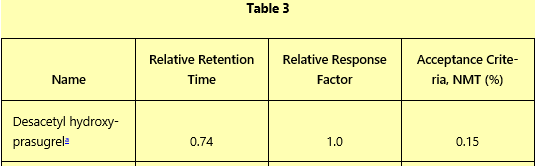 Table 3
Name
Relative Retention
Time
Relative Response
Factor
Acceptance Crite-
ria, NMT (%)
Desacetyl hydroxy-
prasugrelª
0.74
1.0
0.15